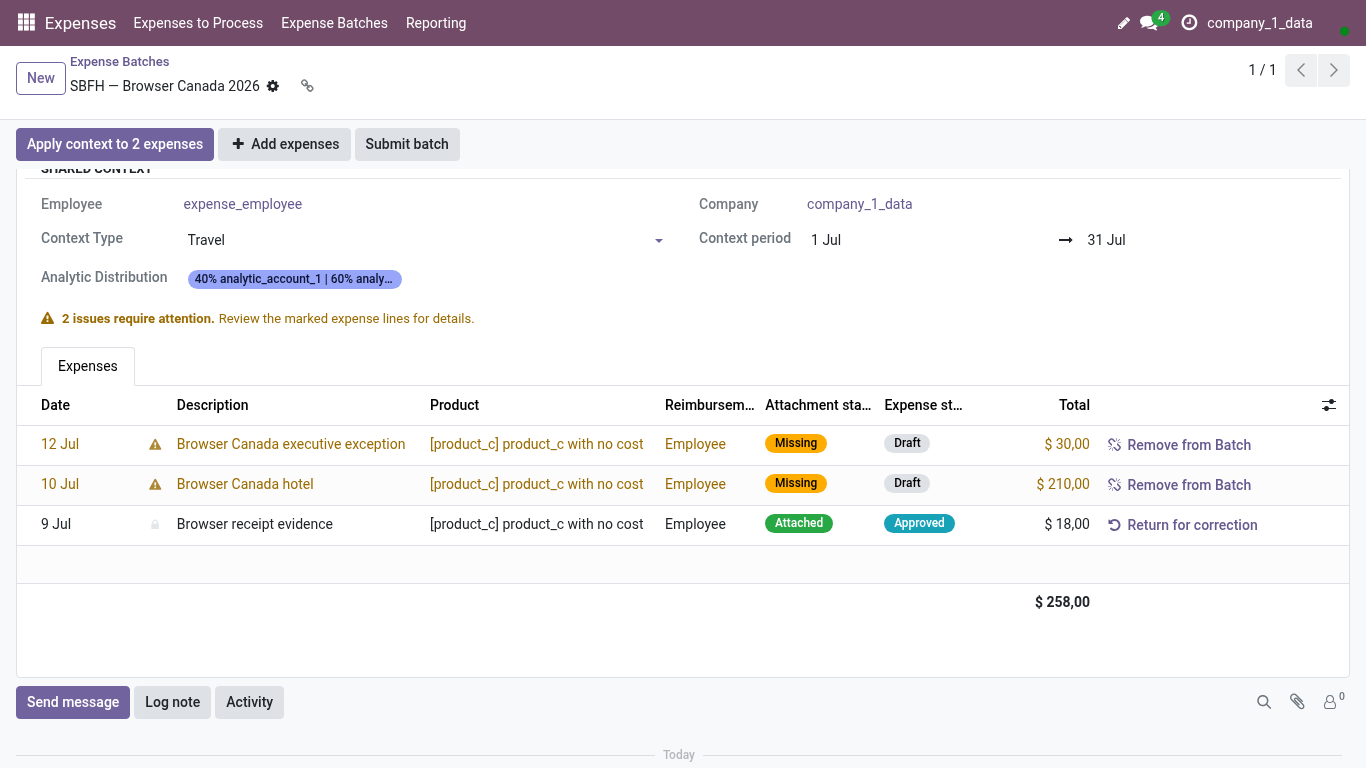 Expenses Expenses to Process Expense Batches Reporting 4 company_1_data
New Expense Batches 1 / 1
SBFH — Browser Canada 2026
Apply context to 2 expenses Add expenses Submit batch
SHARED CONTEXT
Employee expense_employee Company company_1_data
Context Type Travel Context period 1 Jul 31 Jul
Analytic Distribution 40% analytic_account_1 | 60% analy...
2 issues require attention. Review the marked expense lines for details.
Expenses
Date Description Product Reimbursem... Attachment sta... Expense st... Total
12 Jul Browser Canada executive exception [product_c] product_c with no cost Employee Missing Draft $ 30,00 Remove from Batch
10 Jul Browser Canada hotel [product_c] product_c with no cost Employee Missing Draft $ 210,00 Remove from Batch
9 Jul Browser receipt evidence [product_c] product_c with no cost Employee Attached Approved $ 18,00 Return for correction
$ 258,00
Send message Log note Activity 0
Today